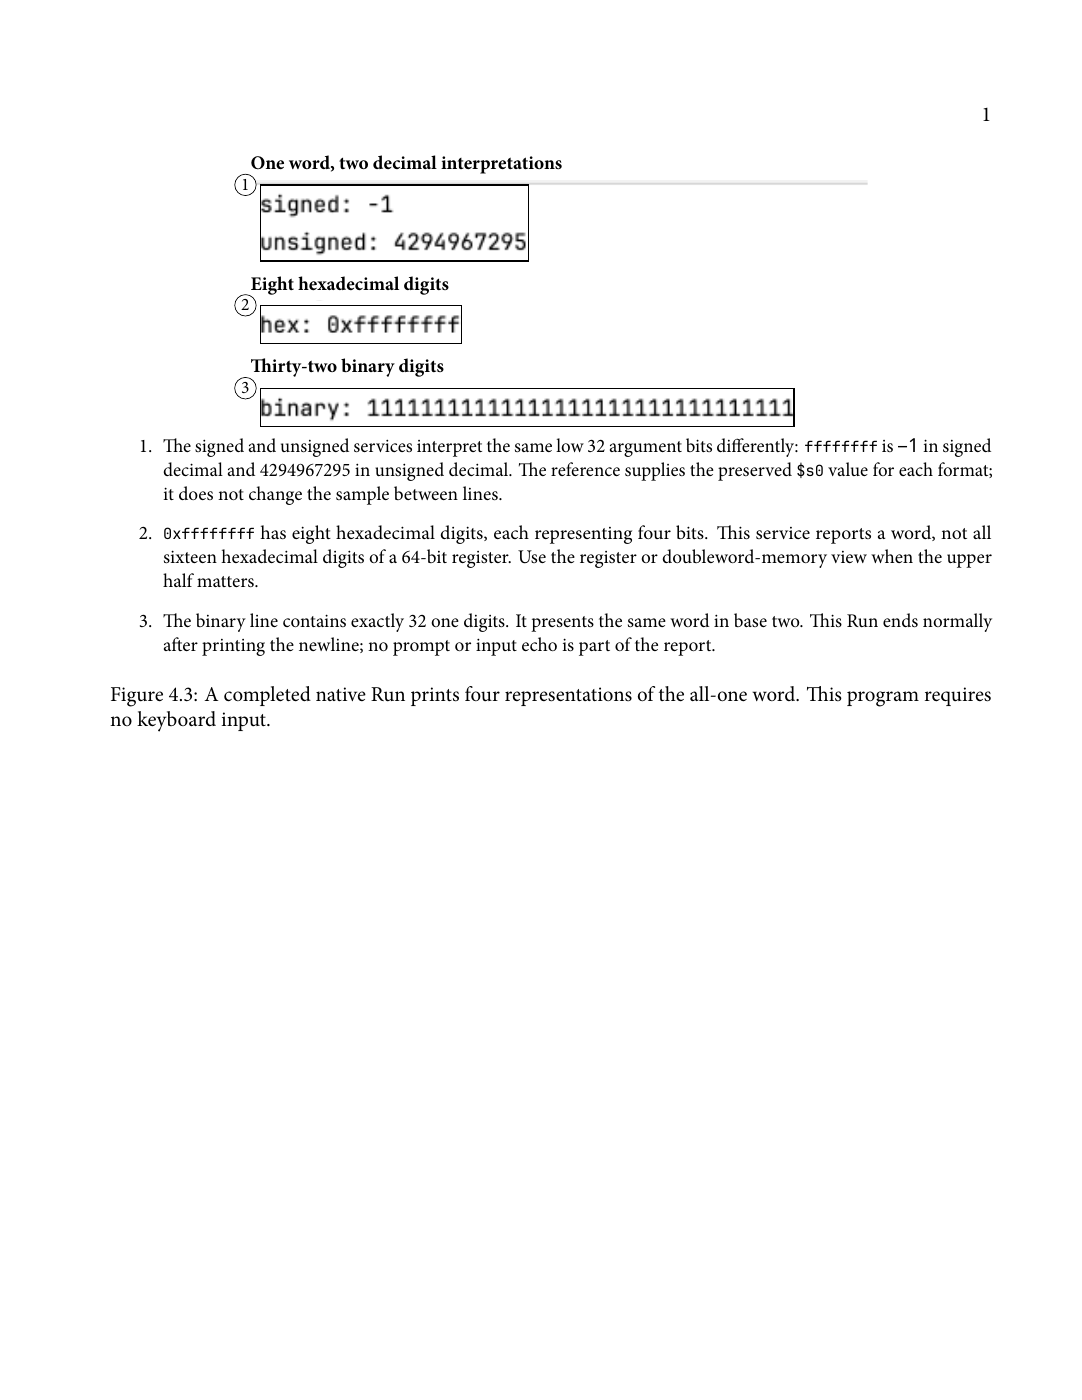 1
One word, two decimal interpretations
1
signed: -1
unsigned: 4294967295
Eight hexadecimal digits
2
hex: 0xffffffff
Thirty-two binary digits
3
binary: 11111111111111111111111111111111
1. The signed and unsigned services interpret the same low 32 argument bits differently: ffffffff is −1 in signed
decimal and 4294967295 in unsigned decimal. The reference supplies the preserved $s0 value for each format;
it does not change the sample between lines.
2. 0xffffffff has eight hexadecimal digits, each representing four bits. This service reports a word, not all
sixteen hexadecimal digits of a 64-bit register. Use the register or doubleword-memory view when the upper
half matters.
3. The binary line contains exactly 32 one digits. It presents the same word in base two. This Run ends normally
after printing the newline; no prompt or input echo is part of the report.
Figure 4.3: A completed native Run prints four representations of the all-one word. This program requires
no keyboard input.